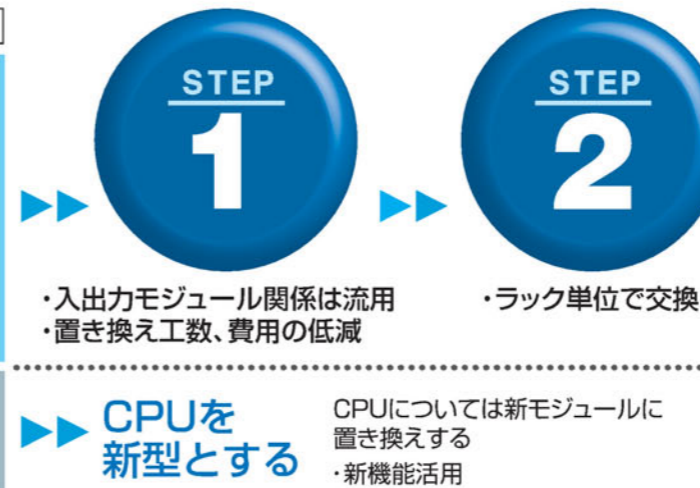 STEP
1
・入出力モジュール関係は流用
・置き換え工数、費用の低減
STEP
2
・ラック単位で交換
CPUを
新型とする
CPUについては新モジュールに
置き換えする
・新機能活用